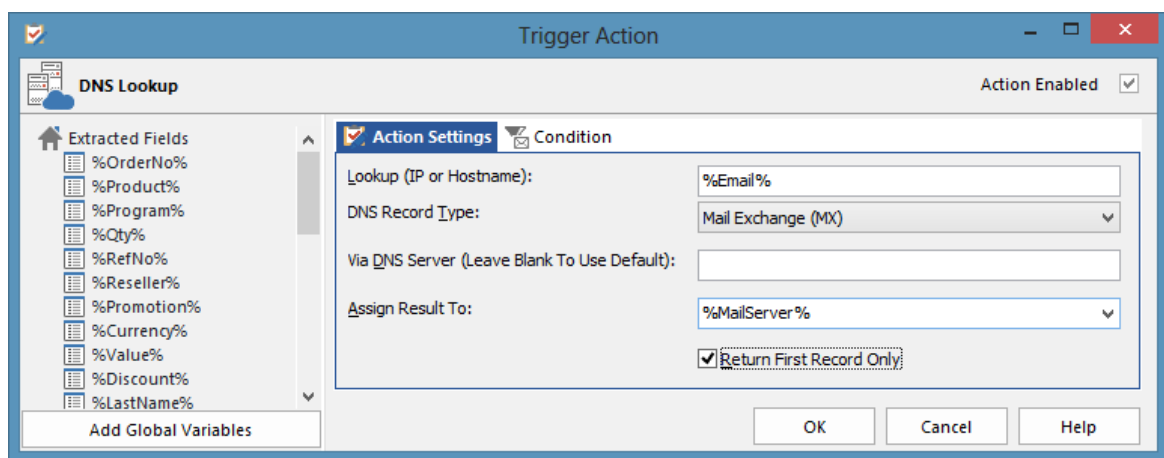 Trigger Action
DNS Lookup
Action Enabled
Extracted Fields
%OrderNo%
%Product%
%Program%
%Qty%
%RefNo%
%Reseller%
%Promotion%
%Currency%
%Value%
%Discount%
%LastName%
Add Global Variables
Action Settings Condition
Lookup (IP or Hostname): %Email%
DNS Record Type: Mail Exchange (MX)
Via DNS Server (Leave Blank To Use Default):
Assign Result To: %MailServer%
Return First Record Only
OK Cancel Help